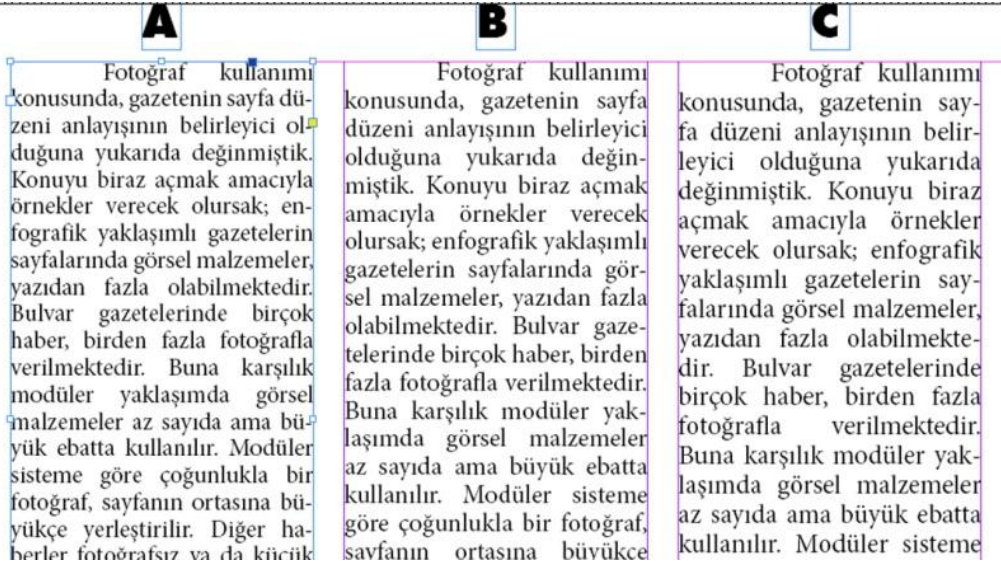 A
Fotoğraf kullanımı
konusunda, gazetenin sayfa dü-
zeni anlayışının belirleyici ol-
duğuna yukarıda değinmiştik.
Konuyu biraz açmak amacıyla
örnekler verecek olursak; en-
fografik yaklaşımlı gazetelerin
sayfalarında görsel malzemeler,
yazıdan fazla olabilmektedir.
Bulvar gazetelerinde birçok
haber, birden fazla fotoğrafla
verilmektedir. Buna karşılık
modüler yaklaşımda görsel
malzemeler az sayıda ama bü-
yük ebatta kullanılır. Modüler
sisteme göre çoğunlukla bir
fotoğraf, sayfanın ortasına bü-
yükçe yerleştirilir. Diğer ha-
berler fotoğrafsız ya da küçük
B
Fotoğraf kullanımı
konusunda, gazetenin sayfa
düzeni anlayışının belirleyici
olduğuna yukarıda değin-
miştik. Konuyu biraz açmak
amacıyla örnekler verecek
olursak; enfografik yaklaşımlı
gazetelerin sayfalarında gör-
sel malzemeler, yazıdan fazla
olabilmektedir. Bulvar gaze-
telerinde birçok haber, birden
fazla fotoğrafla verilmektedir.
Buna karşılık modüler yak-
laşımda görsel malzemeler
az sayıda ama büyük ebatta
kullanılır. Modüler sisteme
göre çoğunlukla bir fotoğraf,
sayfanın ortasına büyükçe
C
Fotoğraf kullanımı
konusunda, gazetenin say-
fa düzeni anlayışının belir-
leyici olduğuna yukarıda
değinmiştik. Konuyu biraz
açmak amacıyla örnekler
verecek olursak; enfografik
yaklaşımlı gazetelerin say-
falarında görsel malzemeler,
yazıdan fazla olabilmekte-
dir. Bulvar gazetelerinde
birçok haber, birden fazla
fotoğrafla verilmektedir.
Buna karşılık modüler yak-
laşımda görsel malzemeler
az sayıda ama büyük ebatta
kullanılır. Modüler sisteme